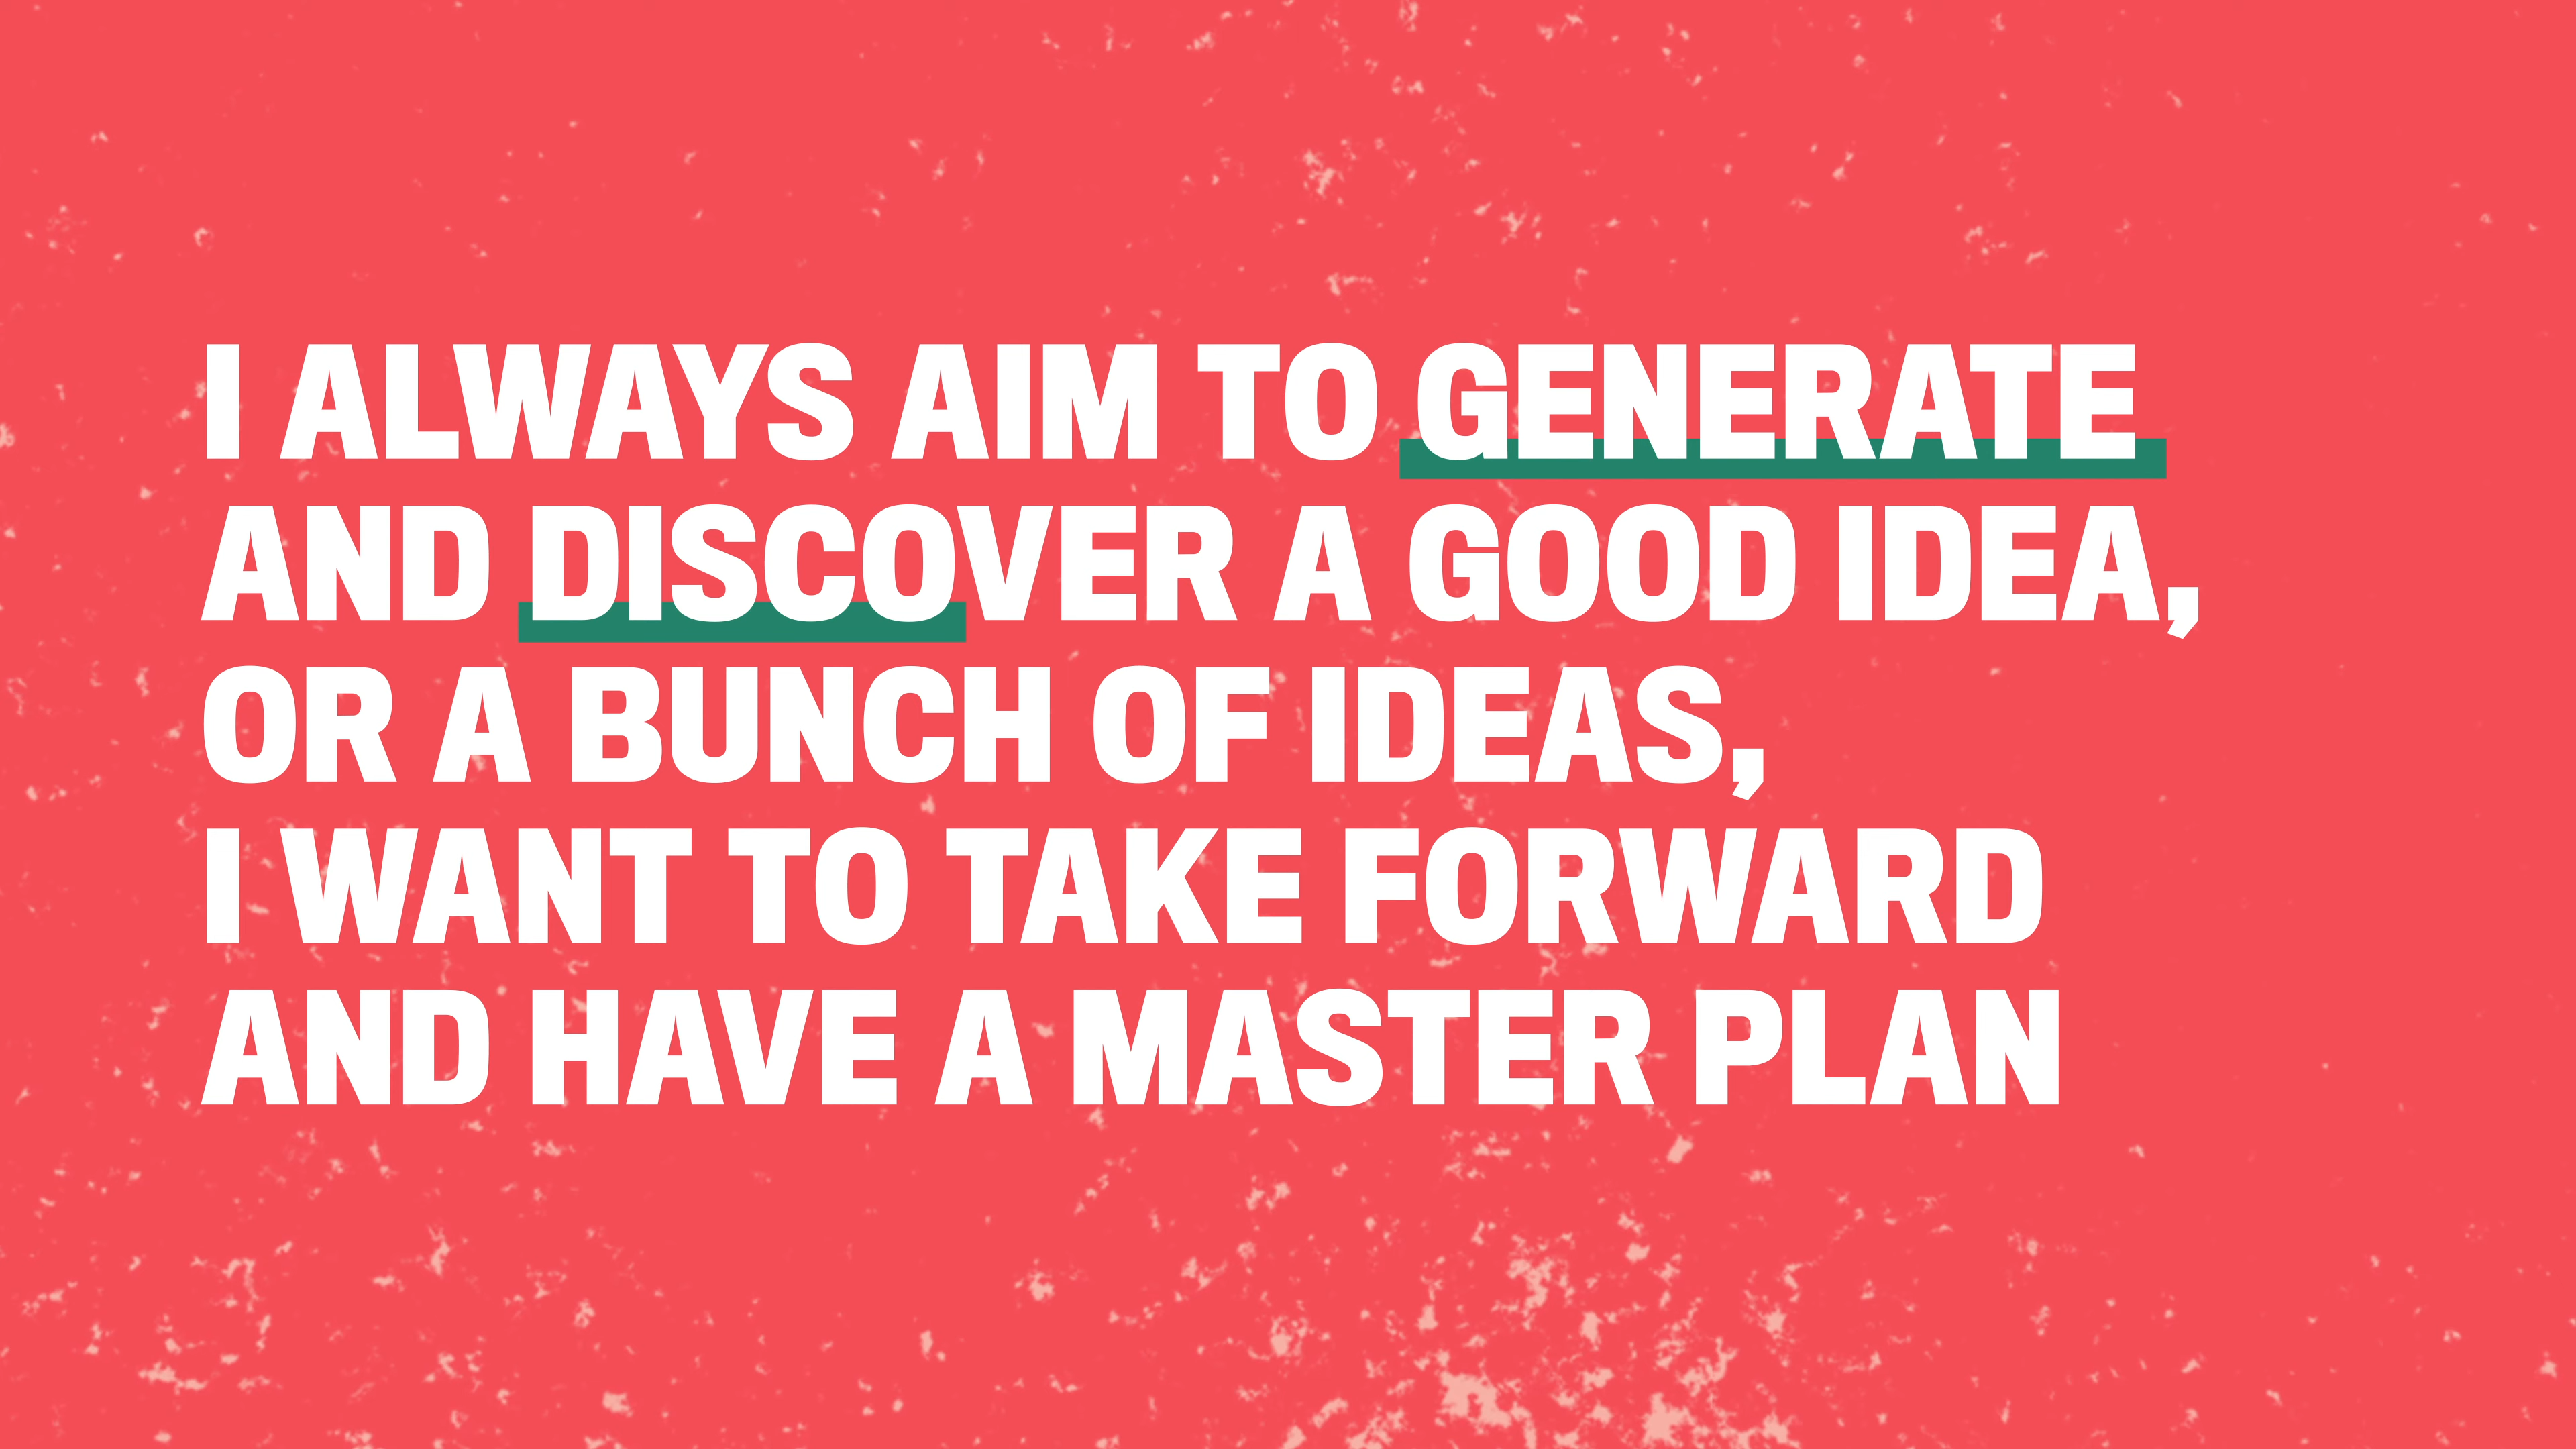 I ALWAYS AIM TO GENERATE
AND DISCOVER A GOOD IDEA,
OR A BUNCH OF IDEAS,
I WANT TO TAKE FORWARD
AND HAVE A MASTER PLAN